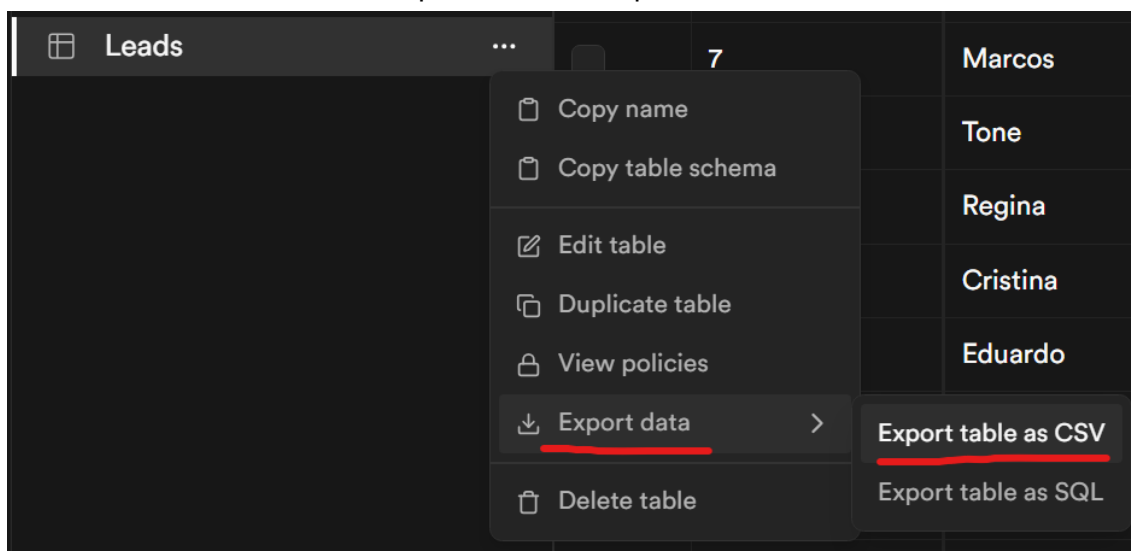 Leads
...
7
Marcos
Copy name
Tone
Copy table schema
Regina
Edit table
Cristina
Duplicate table
Eduardo
View policies
Export data
Export table as CSV
Export table as SQL
Delete table